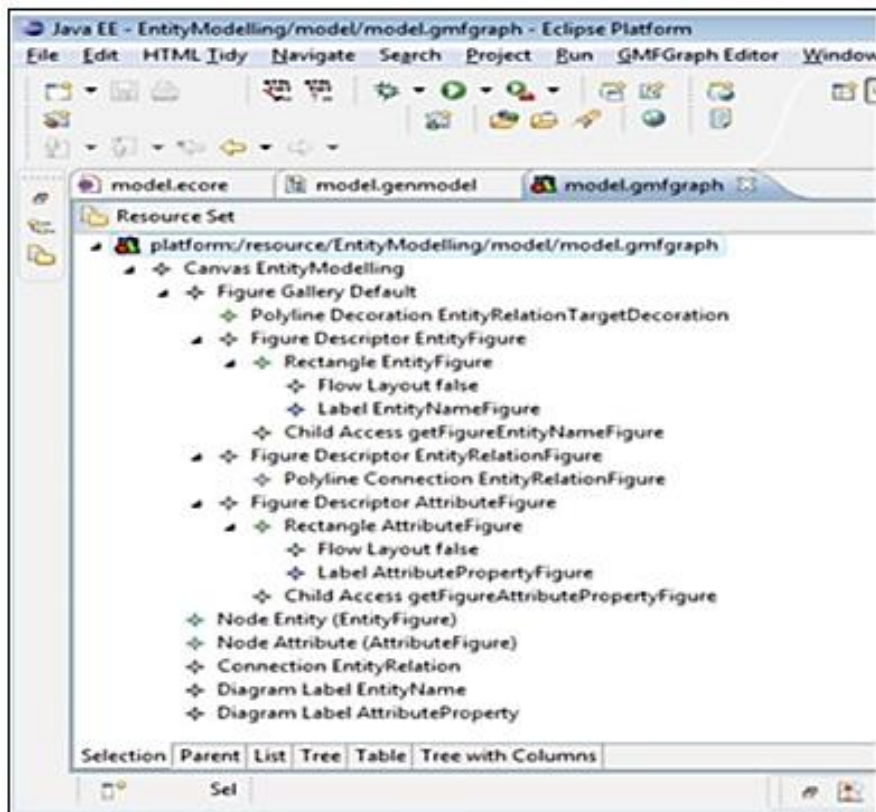 Java EE - EntityModelling/model/model.gmfgraph - Eclipse Platform
File Edit HTML Tidy Navigate Search Project Run GMFGraph Editor Window
model.ecore model.genmodel model.gmfgraph
Resource Set
platform:/resource/EntityModelling/model/model.gmfgraph
Canvas EntityModelling
Figure Gallery Default
Polyline Decoration EntityRelationTargetDecoration
Figure Descriptor EntityFigure
Rectangle EntityFigure
Flow Layout false
Label EntityNameFigure
Child Access getFigureEntityNameFigure
Figure Descriptor EntityRelationFigure
Polyline Connection EntityRelationFigure
Figure Descriptor AttributeFigure
Rectangle AttributeFigure
Flow Layout false
Label AttributePropertyFigure
Child Access getFigureAttributePropertyFigure
Node Entity (EntityFigure)
Node Attribute (AttributeFigure)
Connection EntityRelation
Diagram Label EntityName
Diagram Label AttributeProperty
Selection Parent List Tree Table Tree with Columns
Sel